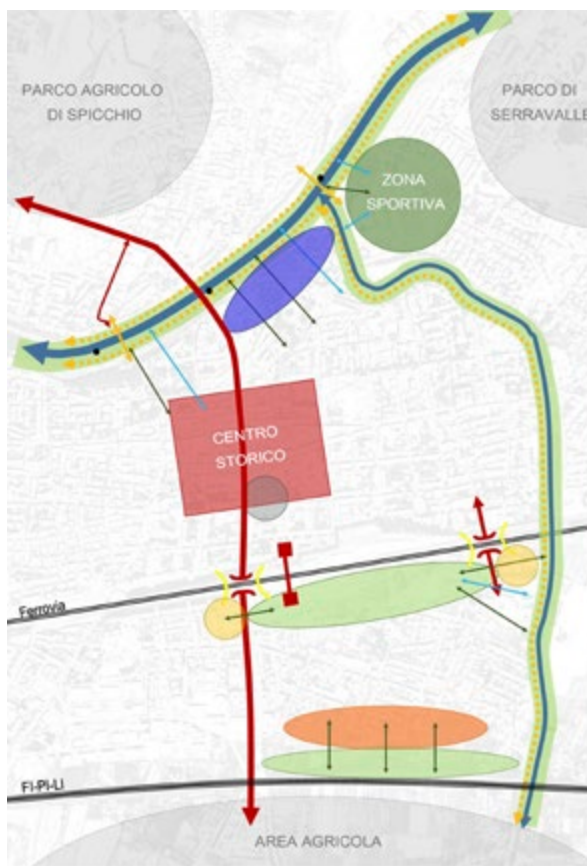 PARCO AGRICOLO
DI SPICCHIO
PARCO DI
SERRAVALLE
ZONA
SPORTIVA
CENTRO
STORICO
Ferrovia
FI-PI-LI
AREA AGRICOLA